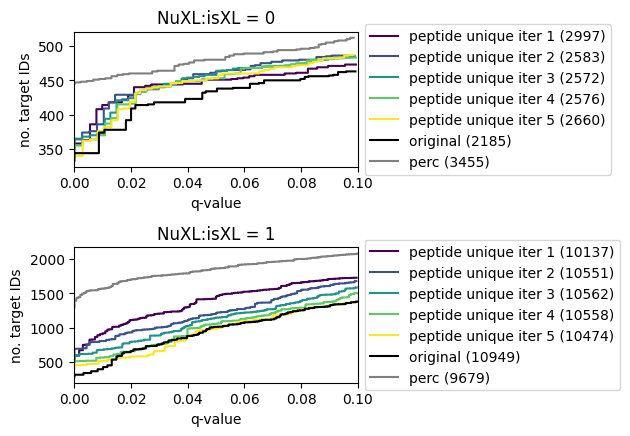 NuXL:isXL = 0
no. target IDs
500
450
400
350
0.00 0.02 0.04 0.06 0.08 0.10
q-value
peptide unique iter 1 (2997)
peptide unique iter 2 (2583)
peptide unique iter 3 (2572)
peptide unique iter 4 (2576)
peptide unique iter 5 (2660)
original (2185)
perc (3455)
NuXL:isXL = 1
no. target IDs
2000
1500
1000
500
0.00 0.02 0.04 0.06 0.08 0.10
q-value
peptide unique iter 1 (10137)
peptide unique iter 2 (10551)
peptide unique iter 3 (10562)
peptide unique iter 4 (10558)
peptide unique iter 5 (10474)
original (10949)
perc (9679)